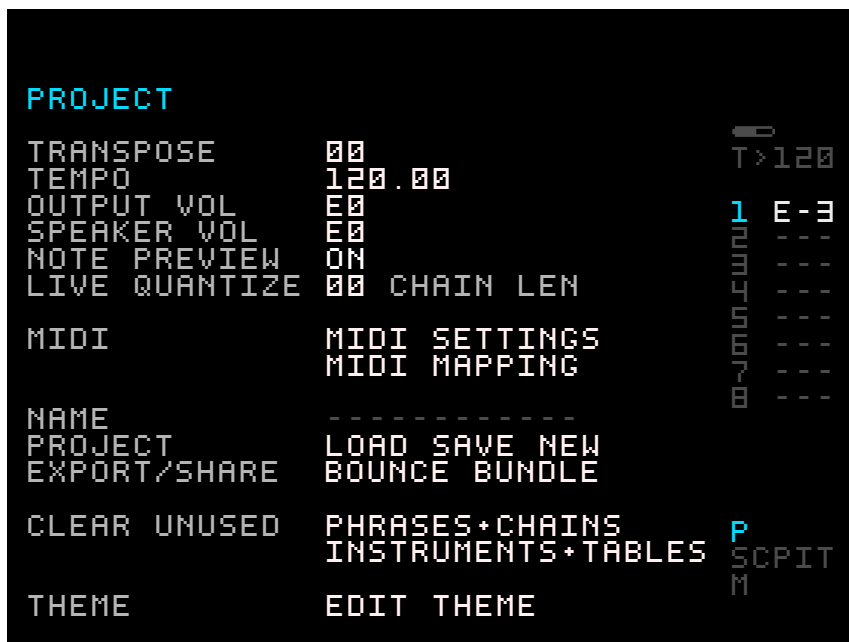 PROJECT
TRANSPOSE 00
T>120
TEMPO 120.00
OUTPUT VOL E0
1 E-3
SPEAKER VOL E0
2 ---
NOTE PREVIEW ON
3 ---
LIVE QUANTIZE 00 CHAIN LEN
4 ---
5 ---
MIDI MIDI SETTINGS
6 ---
MIDI MAPPING
7 ---
8 ---
NAME ------------
PROJECT LOAD SAVE NEW
EXPORT/SHARE BOUNCE BUNDLE
CLEAR UNUSED PHRASES+CHAINS
P
INSTRUMENTS+TABLES
SCPIT
M
THEME EDIT THEME